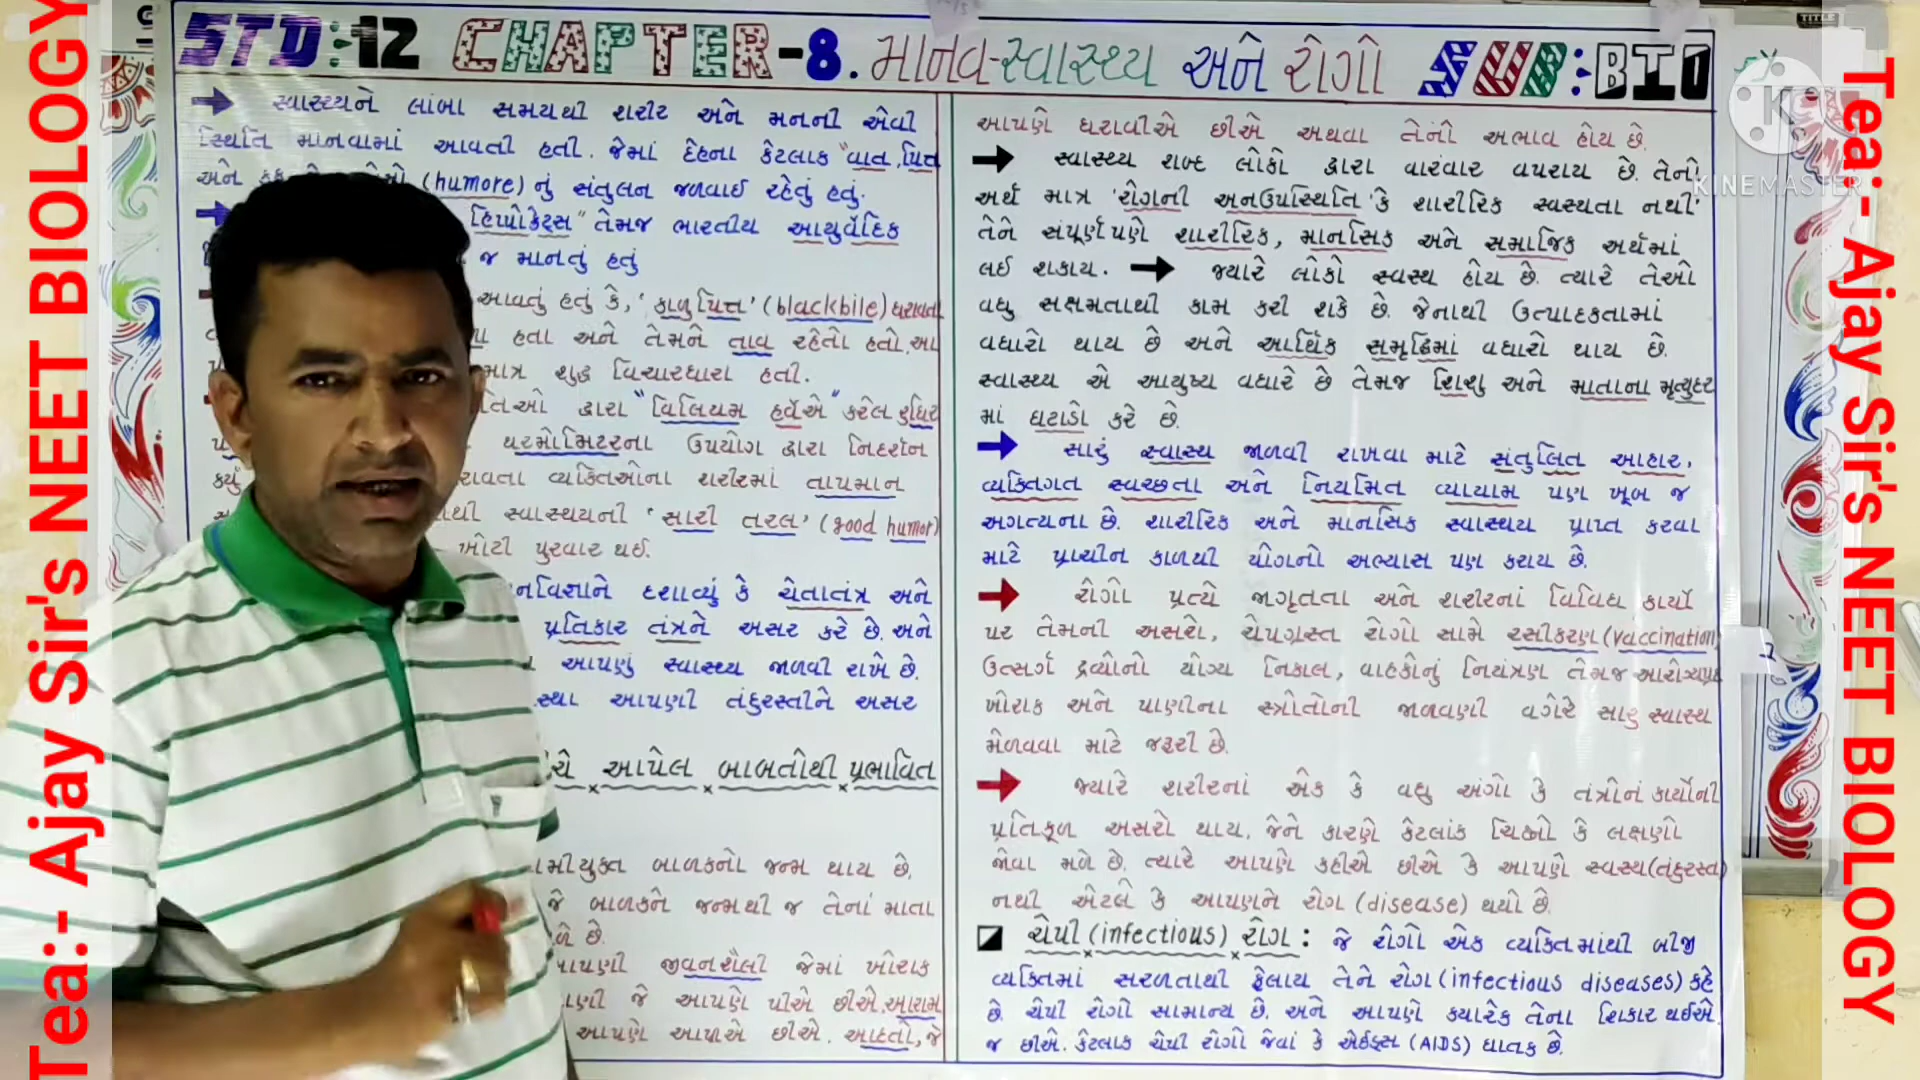 STD:12 CHAPTER-8. માનવ-સ્વાસ્થ્ય અને રોગો SUB:BIO
Tea:- Ajay Sir's NEET BIOLOGY
Tea:- Ajay Sir's NEET BIOLOGY
K
KINEMASTER
→ સ્વાસ્થ્યને લાંબા સમયથી શરીર અને મનની એવી
સ્થિતિ માનવામાં આવતી હતી. જેમાં દેહના કેટલાક "વાત, પિત્ત
અને (humore) નું સંતુલન જળવાઈ રહેતું હતું.
હિપ્પોક્રેટ્સ" તેમજ ભારતીય આયુર્વેદિક
જ માનતું હતું
આવતું હતું કે, 'કાળુ પિત્ત' (blackbile) ધરાવતા
હતા અને તેમને તાવ રહેતો હતો. આ
માત્ર શુદ્ધ વિચારધારા હતી.
દ્વારા "વિલિયમ હર્વેએ" કરેલ રુધિર
થરમોમિટરના ઉપયોગ દ્વારા નિદર્શન
કર્યું વ્યક્તિઓના શરીરમાં તાપમાન
સ્વાસ્થયની 'સારી તરલ' (good humor)
ખોટી પુરવાર થઈ.
દર્શાવ્યું કે ચેતાતંત્ર અને
પ્રતિકાર તંત્રને અસર કરે છે. અને
આપણું સ્વાસ્થ્ય જાળવી રાખે છે.
આપણી તંદુરસ્તીને અસર
આપેલ બાબતોથી પ્રભાવિત
બાળકનો જન્મ થાય છે.
જે બાળકને જન્મથી જ તેનાં માતા
છે.
જીવનશૈલી જેમાં ખોરાક
જે આપણે પીએ છીએ. આરામ
આપણે આપીએ છીએ. આદતો, જે
આપણે ધરાવીએ છીએ અથવા તેની અભાવ હોય છે.
→ સ્વાસ્થ્ય શબ્દ લોકો દ્વારા વારંવાર વપરાય છે. તેનો
અર્થ માત્ર 'રોગની અનઉપસ્થિતિ' કે શારીરિક સ્વસ્થતા નથી'
તેને સંપૂર્ણપણે શારીરિક, માનસિક અને સમાજિક અર્થમાં
લઈ શકાય. → જ્યારે લોકો સ્વસ્થ હોય છે. ત્યારે તેઓ
વધુ સક્ષમતાથી કામ કરી શકે છે. જેનાથી ઉત્પાદકતામાં
વધારો થાય છે અને આર્થિક સમૃદ્ધિમાં વધારો થાય છે.
સ્વાસ્થ્ય એ આયુષ્ય વધારે છે તેમજ શિશુ અને માતાના મૃત્યુદર
માં ઘટાડો કરે છે.
→ સારું સ્વાસ્થ જાળવી રાખવા માટે સંતુલિત આહાર,
વ્યક્તિગત સ્વચ્છતા અને નિયમિત વ્યાયામ પણ ખૂબ જ
અગત્યના છે. શારીરિક અને માનસિક સ્વાસ્થય પ્રાપ્ત કરવા
માટે પ્રાચીન કાળથી યોગનો અભ્યાસ પણ કરાય છે.
→ રોગો પ્રત્યે જાગૃતતા અને શરીરનાં વિવિધ કાર્યો
પર તેમની અસરો, ચેપગ્રસ્ત રોગો સામે રસીકરણ (vaccination)
ઉત્સર્ગ દ્રવ્યોનો યોગ્ય નિકાલ, વાહકોનું નિયંત્રણ તેમજ આરોગ્યપ્રદ
ખોરાક અને પાણીના સ્ત્રોતોની જાળવણી વગેરે સારુ સ્વાસ્થ
મેળવવા માટે જરૂરી છે.
→ જ્યારે શરીરનાં એક કે વધુ અંગો કે તંત્રોનાં કાર્યોની
પ્રતિકૂળ અસરો થાય, જેને કારણે કેટલાંક ચિહ્નો કે લક્ષણો
જોવા મળે છે. ત્યારે આપણે કહીએ છીએ કે આપણે સ્વસ્થ(તંદુરસ્ત)
નથી એટલે કે આપણને રોગ (disease) થયો છે.
ચેપી (infectious) રોગ : જે રોગો એક વ્યક્તિમાંથી બીજી
વ્યક્તિમાં સરળતાથી ફેલાય તેને રોગ (infectious diseases) કહે
છે. ચેપી રોગો સામાન્ય છે. અને આપણે ક્યારેક તેના શિકાર થઈએ
જ છીએ. કેટલાક ચેપી રોગો જેવાં કે એઈડ્સ (AIDS) ઘાતક છે.